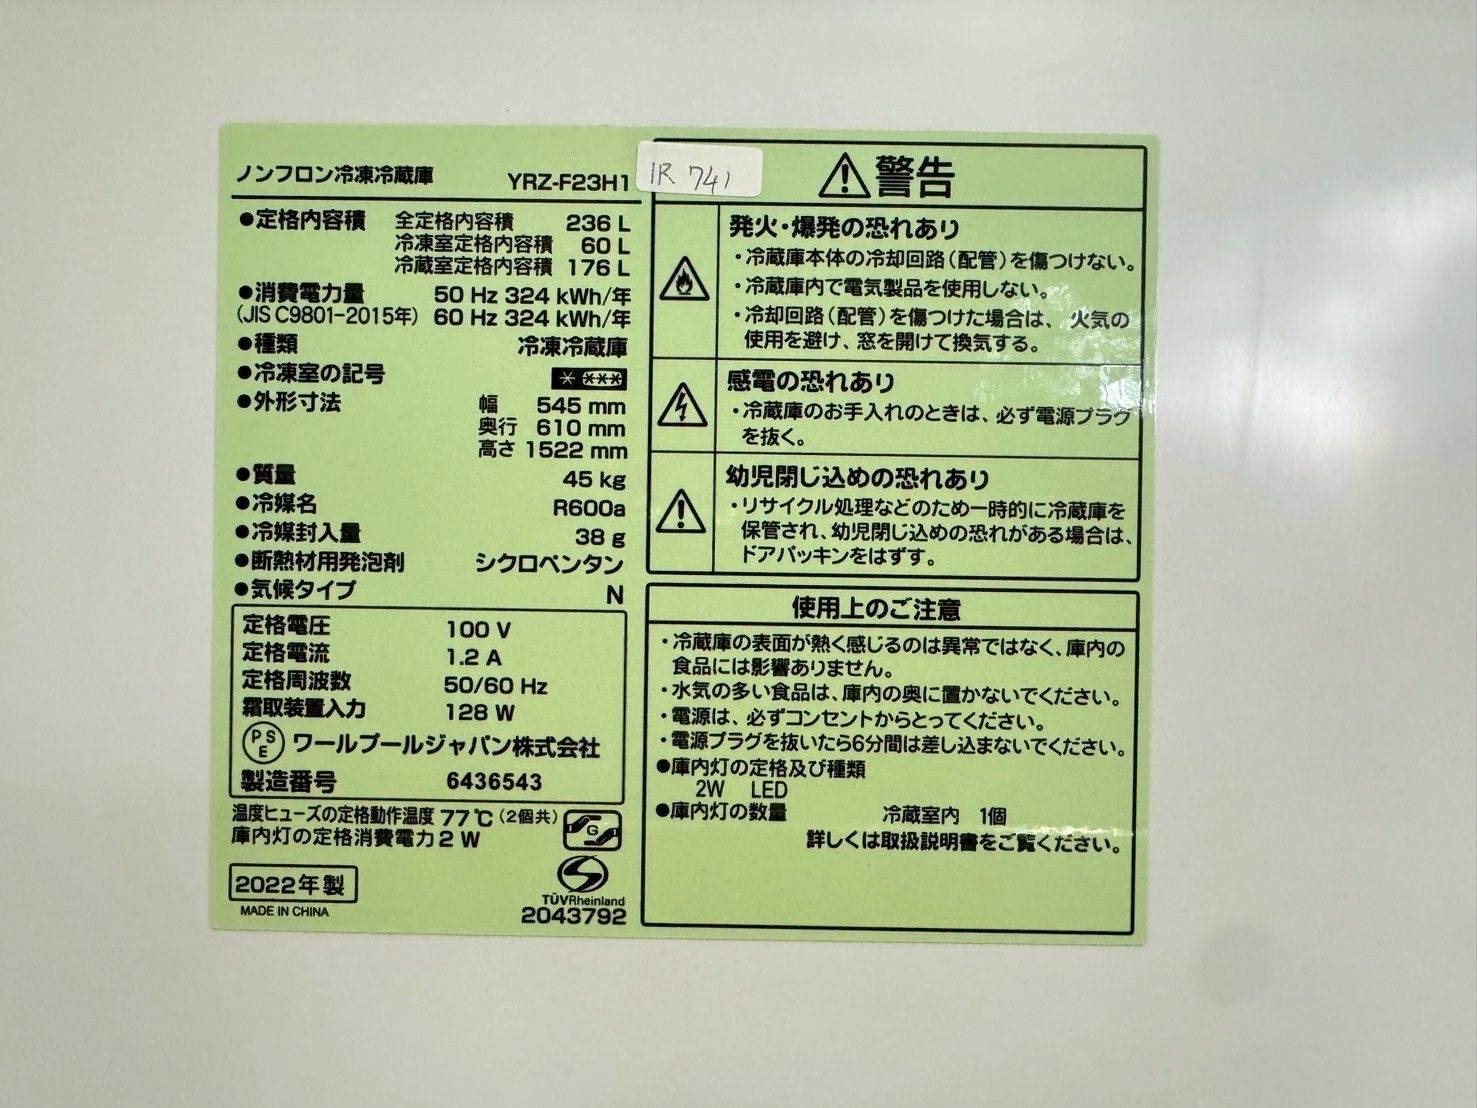 ノンフロン冷凍冷蔵庫 YRZ-F23H1
●定格内容積 全定格内容積 236 L
冷凍室定格内容積 60 L
冷蔵室定格内容積 176 L
●消費電力量 50 Hz 324 kWh/年
(JIS C9801-2015年) 60 Hz 324 kWh/年
●種類 冷凍冷蔵庫
●冷凍室の記号 * ***
●外形寸法 幅 545 mm
奥行 610 mm
高さ 1522 mm
●質量 45 kg
●冷媒名 R600a
●冷媒封入量 38 g
●断熱材用発泡剤 シクロペンタン
●気候タイプ N
定格電圧 100 V
定格電流 1.2 A
定格周波数 50/60 Hz
霜取装置入力 128 W
PSE ワールプールジャパン株式会社
製造番号 6436543
温度ヒューズの定格動作温度 77℃(2個共)
庫内灯の定格消費電力 2 W
G
2022年製
MADE IN CHINA
TÜVRheinland
2043792
IR 741
⚠警告
発火・爆発の恐れあり
・冷蔵庫本体の冷却回路(配管)を傷つけない。
・冷蔵庫内で電気製品を使用しない。
・冷却回路(配管)を傷つけた場合は、火気の
使用を避け、窓を開けて換気する。
感電の恐れあり
・冷蔵庫のお手入れのときは、必ず電源プラグ
を抜く。
幼児閉じ込めの恐れあり
・リサイクル処理などのため一時的に冷蔵庫を
保管され、幼児閉じ込めの恐れがある場合は、
ドアパッキンをはずす。
使用上のご注意
・冷蔵庫の表面が熱く感じるのは異常ではなく、庫内の
食品には影響ありません。
・水気の多い食品は、庫内の奥に置かないでください。
・電源は、必ずコンセントからとってください。
・電源プラグを抜いたら6分間は差し込まないでください。
●庫内灯の定格及び種類
2W LED
●庫内灯の数量 冷蔵室内 1個
詳しくは取扱説明書をご覧ください。